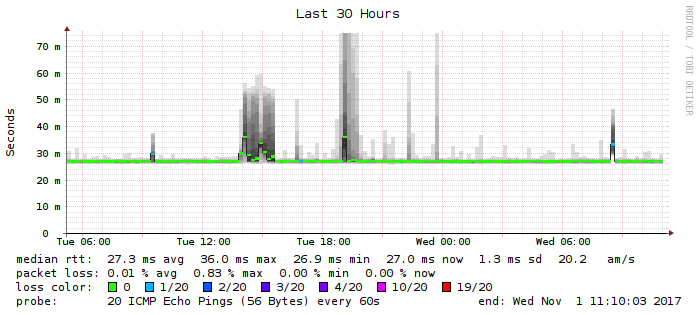 Last 30 Hours
RRDTOOL / TOBI OETIKER
Seconds
70 m
60 m
50 m
40 m
30 m
20 m
10 m
0
Tue 06:00 Tue 12:00 Tue 18:00 Wed 00:00 Wed 06:00
median rtt: 27.3 ms avg 36.0 ms max 26.9 ms min 27.0 ms now 1.3 ms sd 20.2 am/s
packet loss: 0.01 % avg 0.83 % max 0.00 % min 0.00 % now
loss color: 0 1/20 2/20 3/20 4/20 10/20 19/20
probe: 20 ICMP Echo Pings (56 Bytes) every 60s end: Wed Nov 1 11:10:03 2017